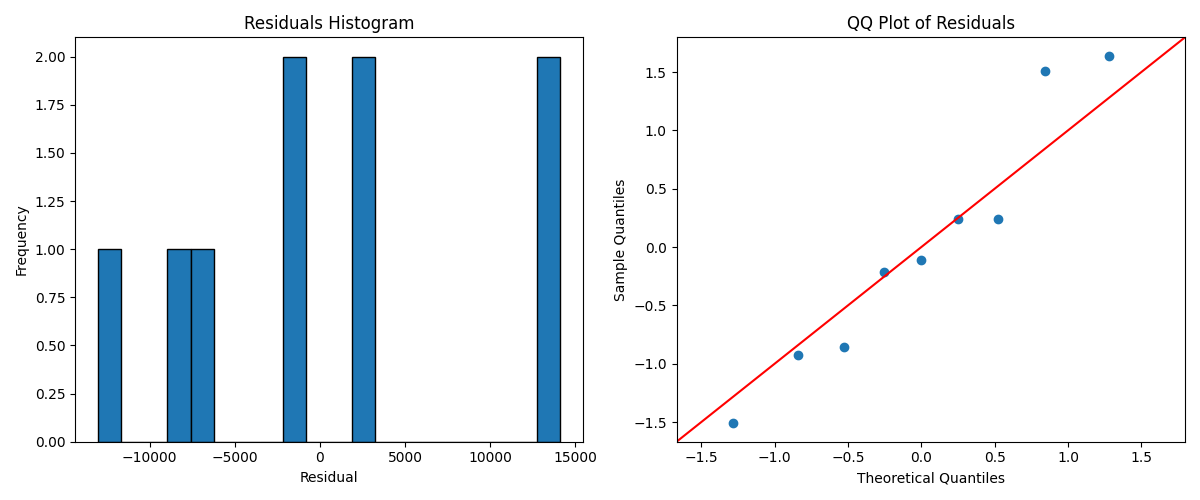 Residuals Histogram
Frequency
2.00
1.75
1.50
1.25
1.00
0.75
0.50
0.25
0.00
−10000 −5000 0 5000 10000 15000
Residual
QQ Plot of Residuals
Sample Quantiles
1.5
1.0
0.5
0.0
−0.5
−1.0
−1.5
−1.5 −1.0 −0.5 0.0 0.5 1.0 1.5
Theoretical Quantiles